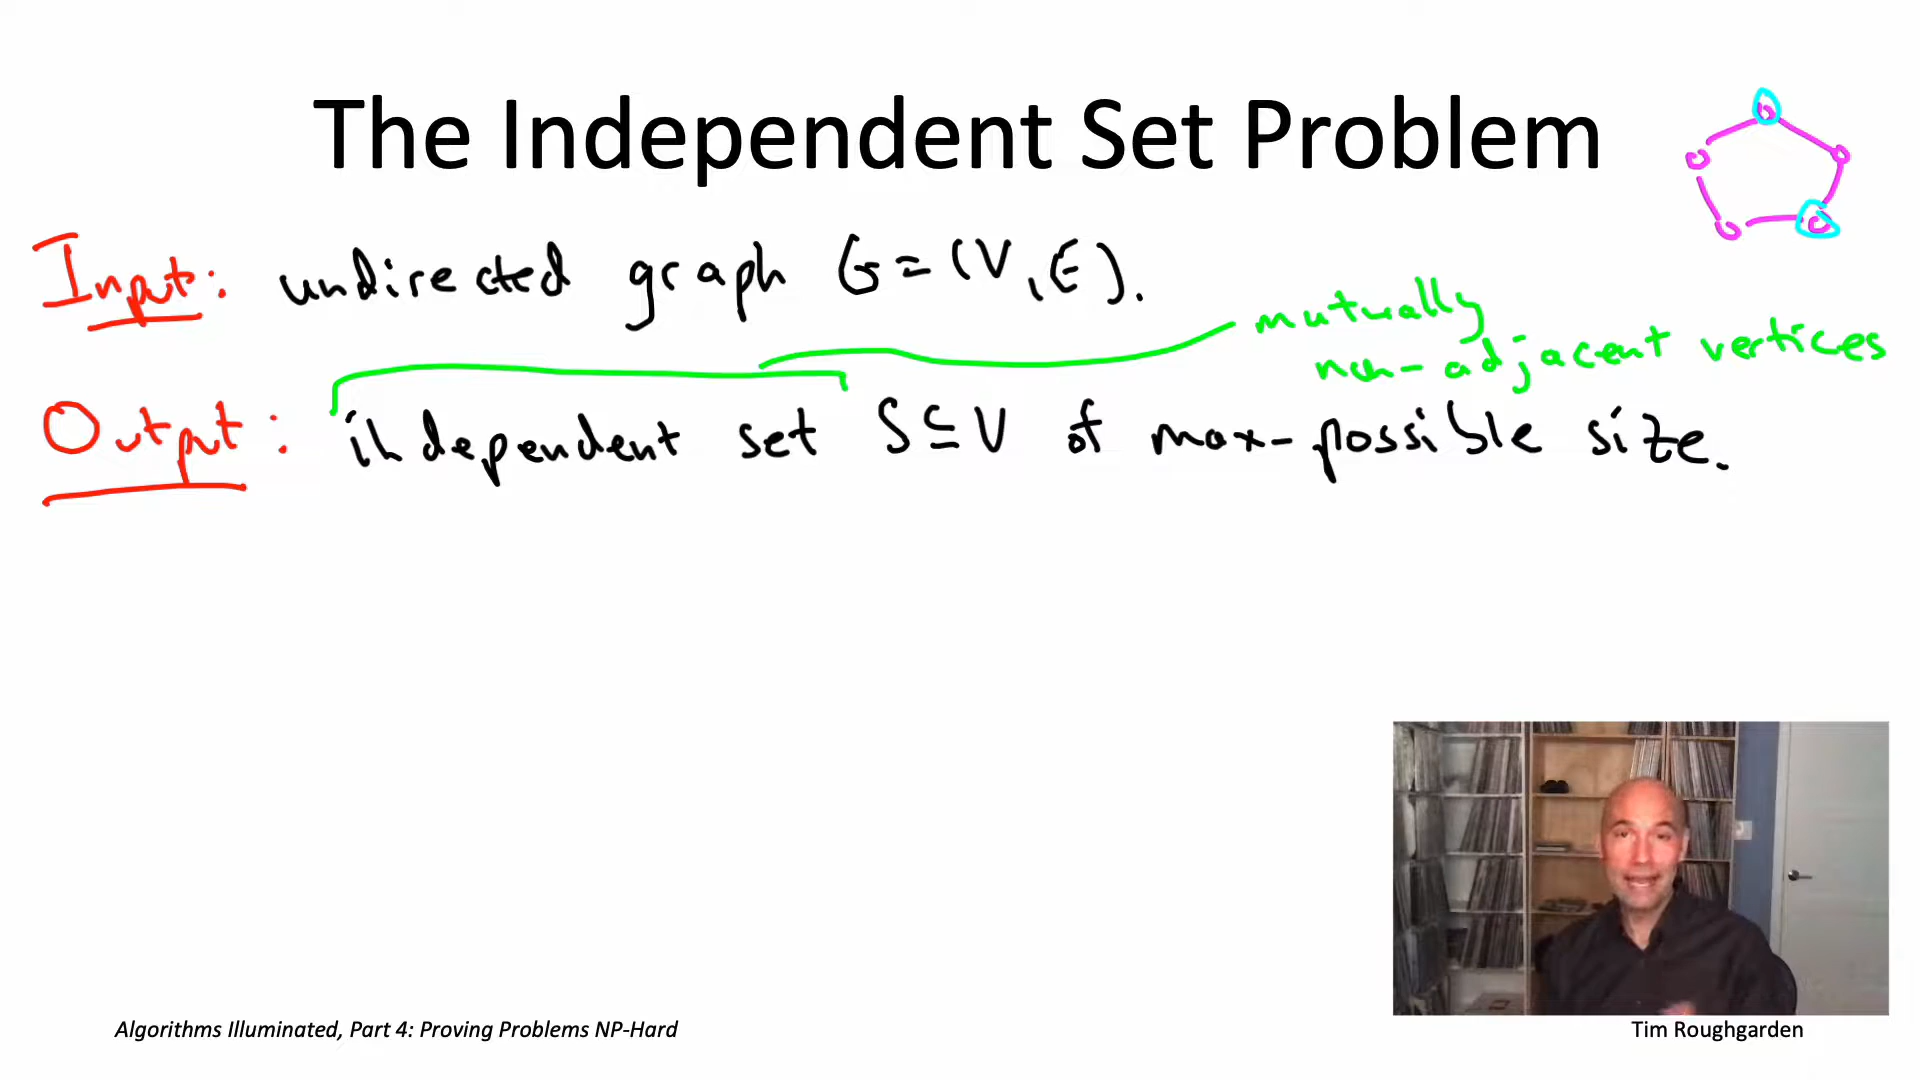 The Independent Set Problem
Input: undirected graph G=(V,E).
mutually
non-adjacent vertices
Output: independent set S⊆V of max-possible size.
Algorithms Illuminated, Part 4: Proving Problems NP-Hard
Tim Roughgarden